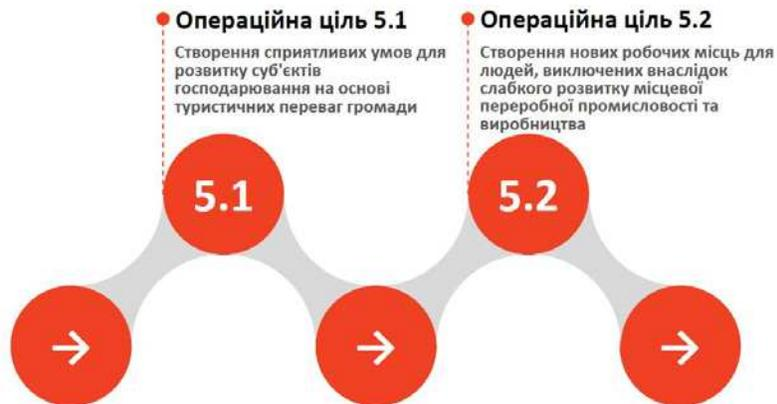 Операційна ціль 5.1
Створення сприятливих умов для
розвитку суб'єктів
господарювання на основі
туристичних переваг громади
Операційна ціль 5.2
Створення нових робочих місць для
людей, виключених внаслідок
слабкого розвитку місцевої
переробної промисловості та
виробництва
5.1
5.2